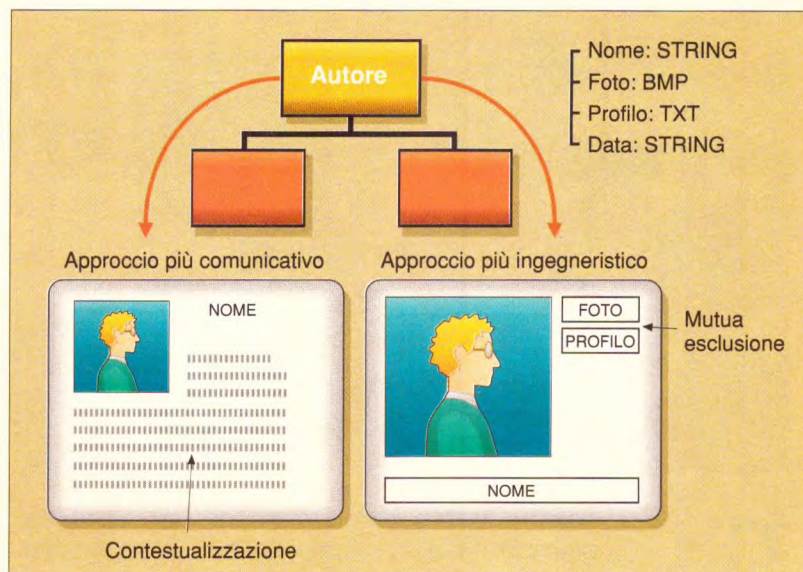 Autore
Nome: STRING
Foto: BMP
Profilo: TXT
Data: STRING
Approccio più comunicativo
Approccio più ingegneristico
NOME
FOTO
PROFILO
Mutua
esclusione
NOME
Contestualizzazione